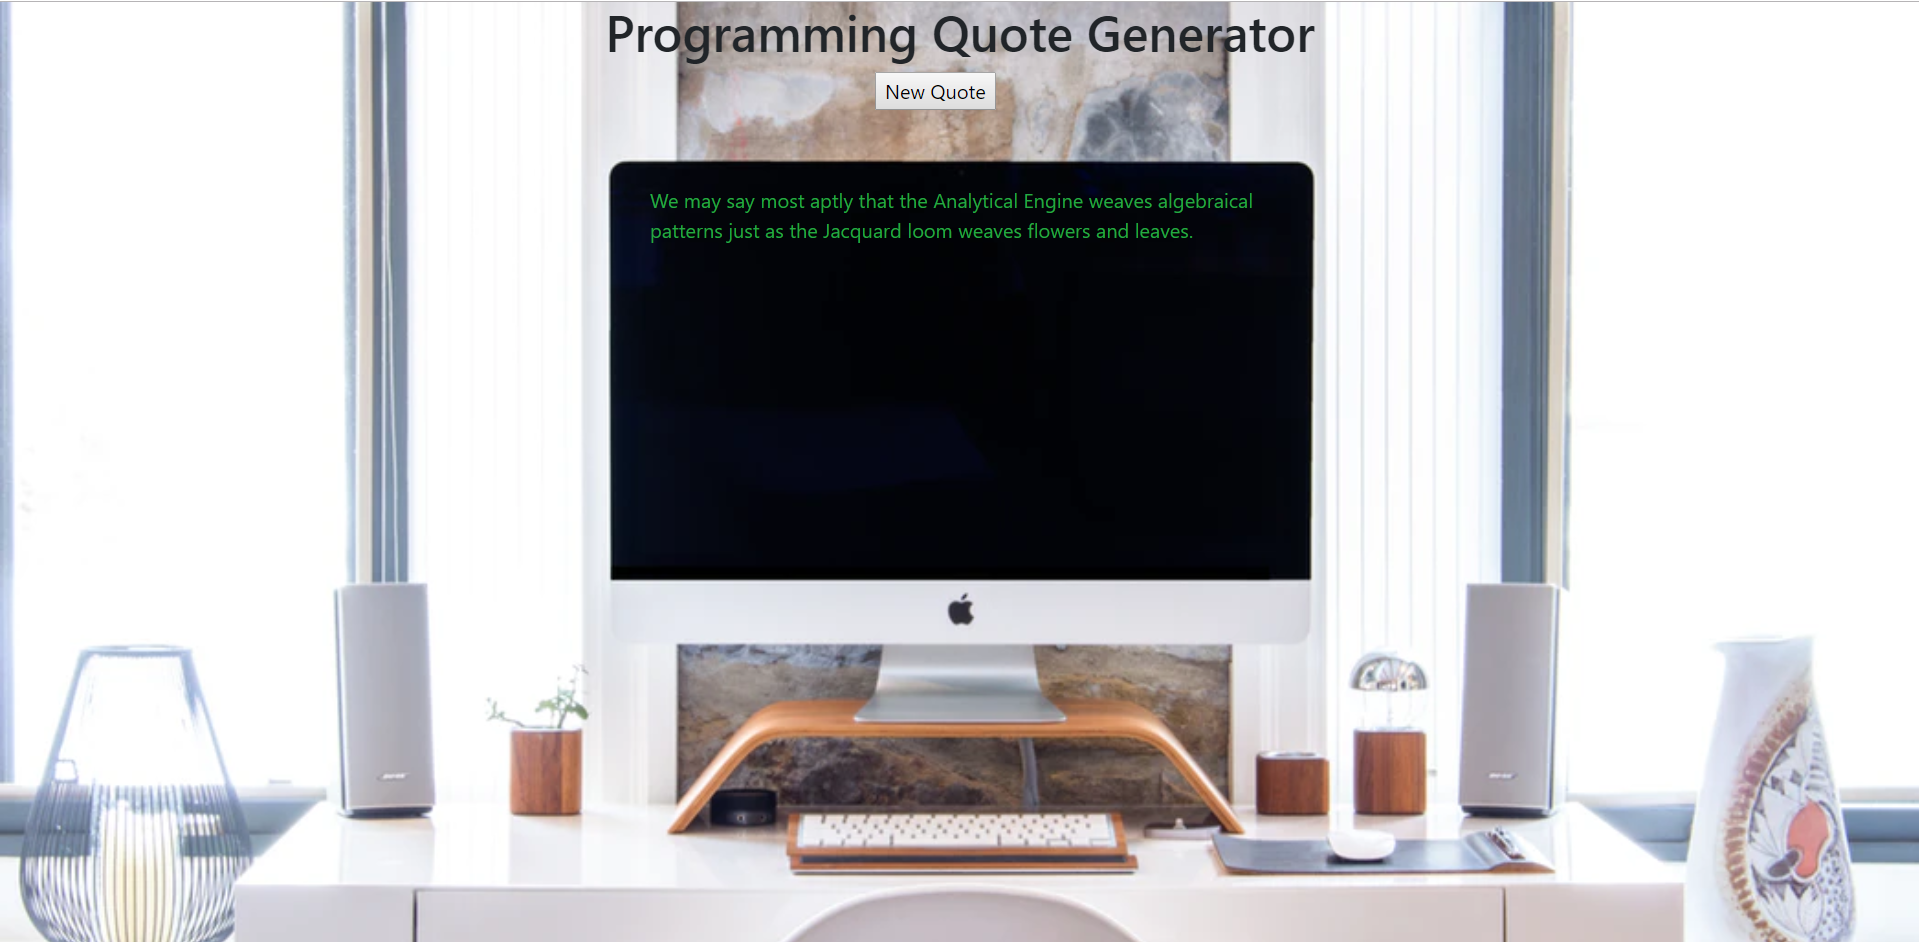 Programming Quote Generator
New Quote
We may say most aptly that the Analytical Engine weaves algebraical
patterns just as the Jacquard loom weaves flowers and leaves.